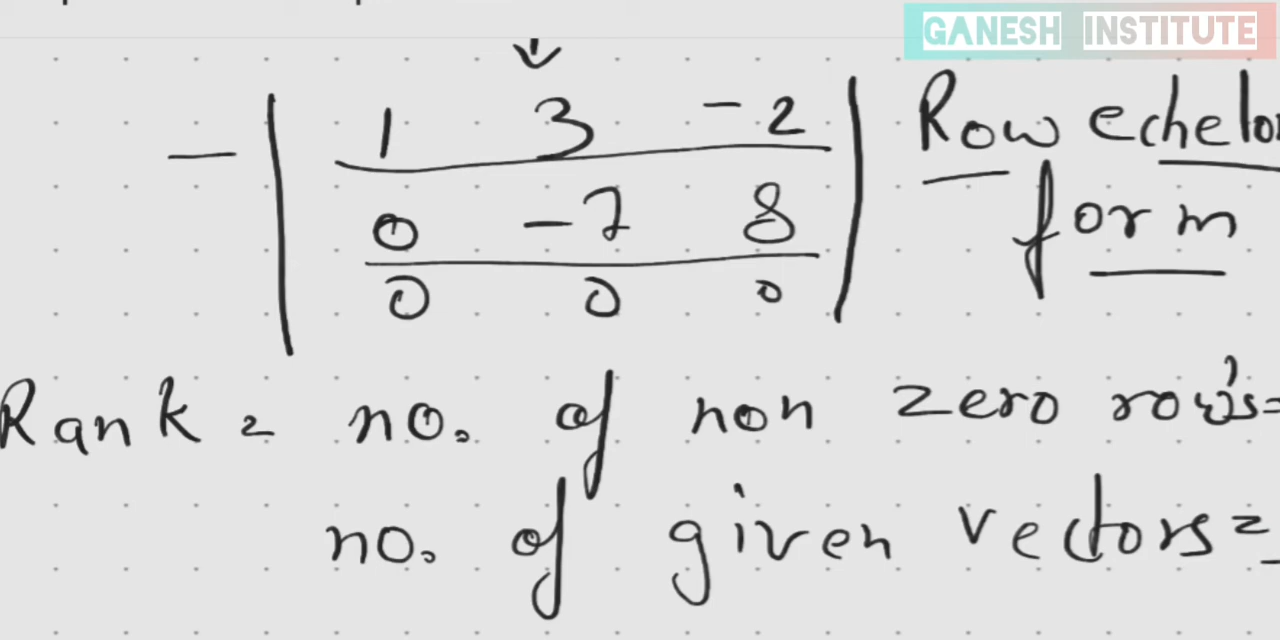 GANESH INSTITUTE
- | 1 3 -2 | Row echelo
0 -7 8 form
0 0 0
Rank = no. of non zero rows =
no. of given vectors =